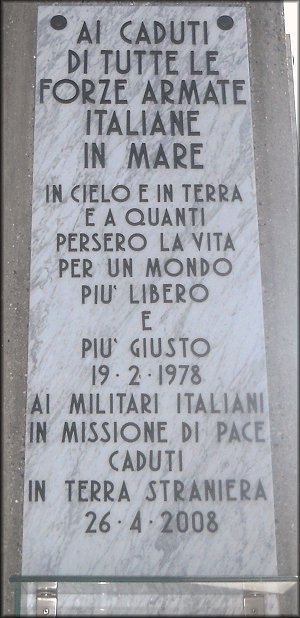 AI CADUTI
DI TUTTE LE
FORZE ARMATE
ITALIANE
IN MARE
IN CIELO E IN TERRA
E A QUANTI
PERSERO LA VITA
PER UN MONDO
PIU' LIBERO
E
PIU' GIUSTO
19·2·1978
AI MILITARI ITALIANI
IN MISSIONE DI PACE
CADUTI
IN TERRA STRANIERA
26·4·2008